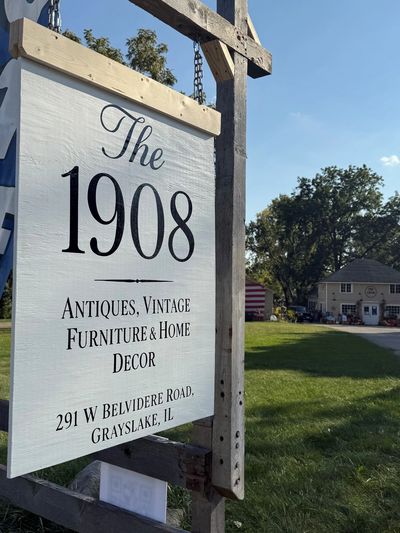 The
1908
ANTIQUES, VINTAGE
FURNITURE & HOME
DECOR
291 W BELVIDERE ROAD,
GRAYSLAKE, IL